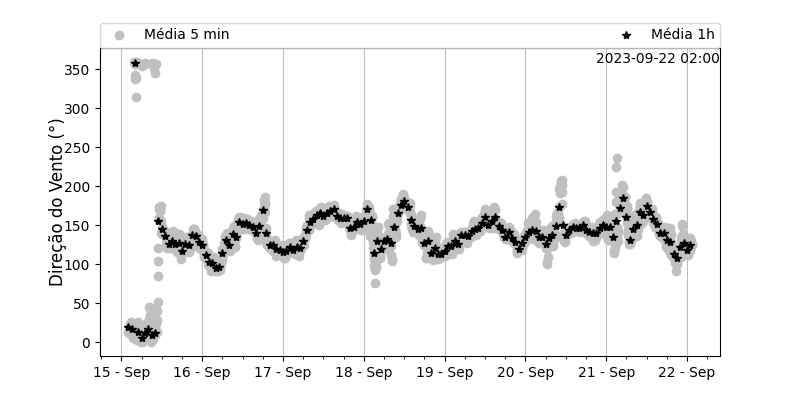 Média 5 min
Média 1h
2023-09-22 02:00
Direção do Vento (°)
350
300
250
200
150
100
50
0
15 - Sep
16 - Sep
17 - Sep
18 - Sep
19 - Sep
20 - Sep
21 - Sep
22 - Sep